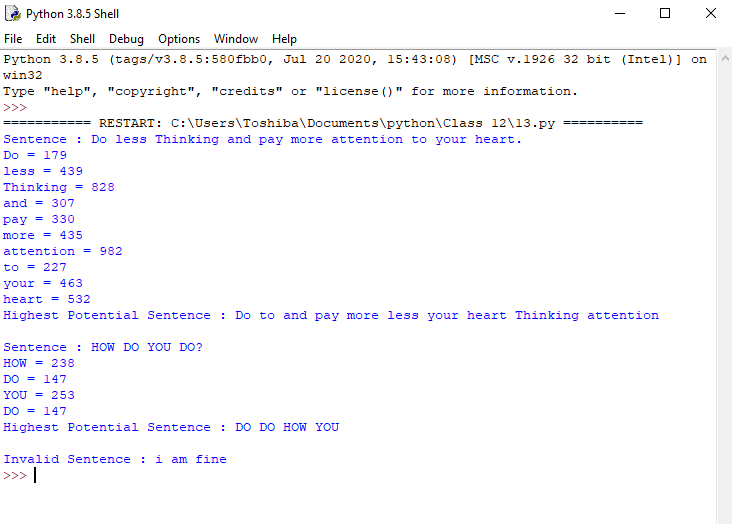 Python 3.8.5 Shell
File Edit Shell Debug Options Window Help
Python 3.8.5 (tags/v3.8.5:580fbb0, Jul 20 2020, 15:43:08) [MSC v.1926 32 bit (Intel)] on
win32
Type "help", "copyright", "credits" or "license()" for more information.
>>>
=========== RESTART: C:\Users\Toshiba\Documents\python\Class 12\13.py ==========
Sentence : Do less Thinking and pay more attention to your heart.
Do = 179
less = 439
Thinking = 828
and = 307
pay = 330
more = 435
attention = 982
to = 227
your = 463
heart = 532
Highest Potential Sentence : Do to and pay more less your heart Thinking attention
Sentence : HOW DO YOU DO?
HOW = 238
DO = 147
YOU = 253
DO = 147
Highest Potential Sentence : DO DO HOW YOU
Invalid Sentence : i am fine
>>>